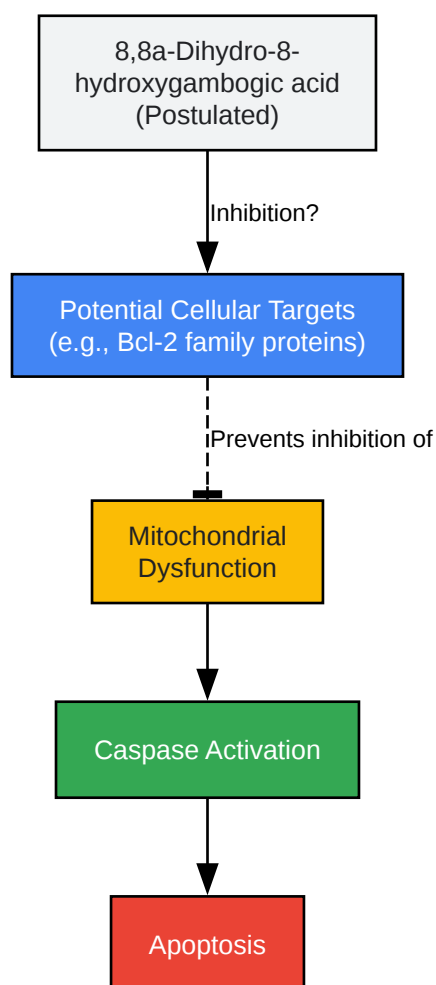 8,8a-Dihydro-8-
hydroxygambogic acid
(Postulated)
Inhibition?
Potential Cellular Targets
(e.g., Bcl-2 family proteins)
Prevents inhibition of
Mitochondrial
Dysfunction
Caspase Activation
Apoptosis